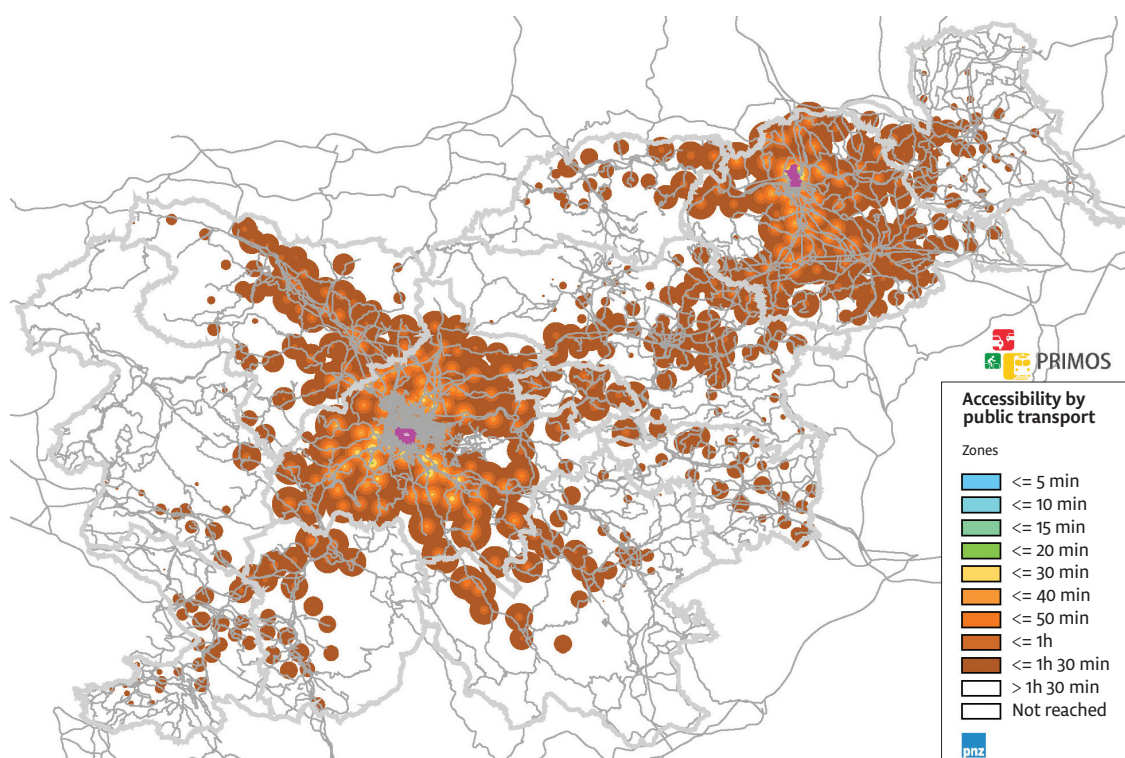 PRIMOS
Accessibility by
public transport
Zones
<= 5 min
<= 10 min
<= 15 min
<= 20 min
<= 30 min
<= 40 min
<= 50 min
<= 1h
<= 1h 30 min
> 1h 30 min
Not reached
pnz